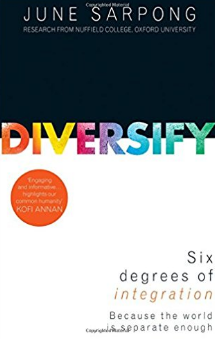 JUNE SARPONG
RESEARCH FROM NUFFIELD COLLEGE, OXFORD UNIVERSITY
DIVERSIFY
'Engaging
and informative...
highlights our
common humanity'
KOFI ANNAN
Six
degrees of
integration
Because the world
is separate enough